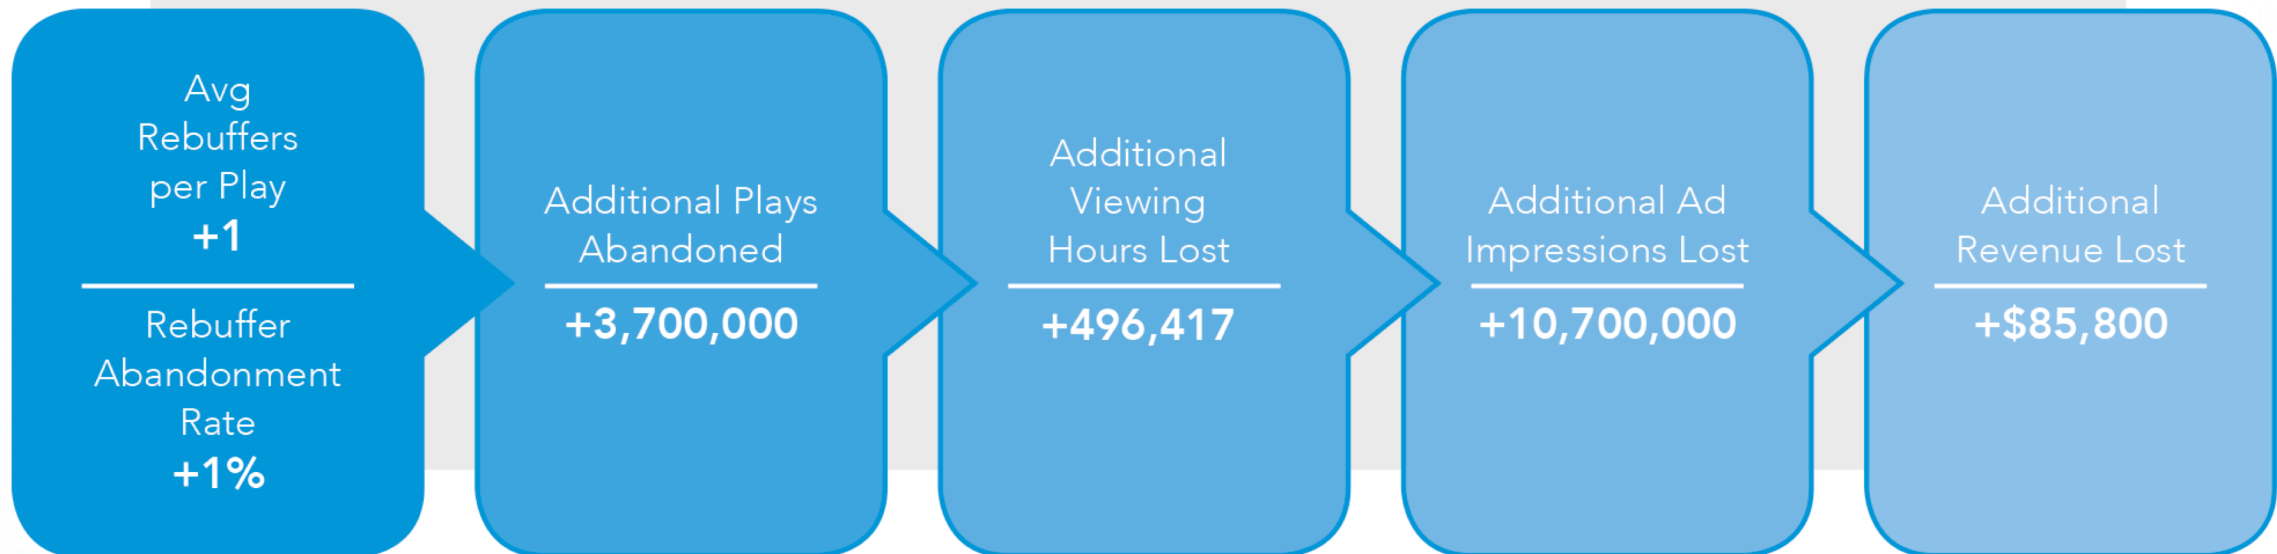 Avg
Rebuffers
per Play
+1
Rebuffer
Abandonment
Rate
+1%
Additional Plays
Abandoned
+3,700,000
Additional
Viewing
Hours Lost
+496,417
Additional Ad
Impressions Lost
+10,700,000
Additional
Revenue Lost
+$85,800